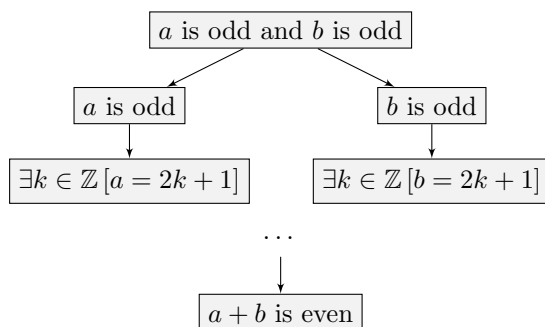 a is odd and b is odd
a is odd
b is odd
∃k ∈ ℤ [a = 2k + 1]
∃k ∈ ℤ [b = 2k + 1]
...
a + b is even